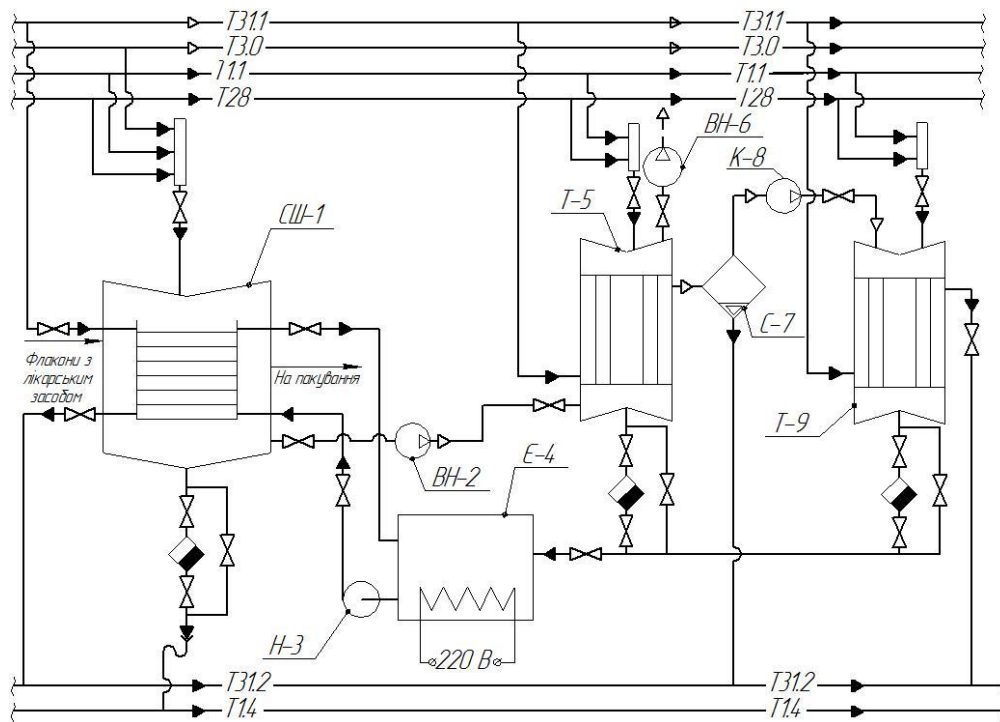 Т31.1 Т31.1
Т3.0 Т3.0
Т1.1 Т1.1
Т28 Т28
ВН-6
К-8
СШ-1
Т-5
С-7
Флакони з
лікарським
засобом
На пакування
Т-9
ВН-2
Е-4
Н-3
220 В
Т31.2 Т31.2
Т1.4 Т1.4